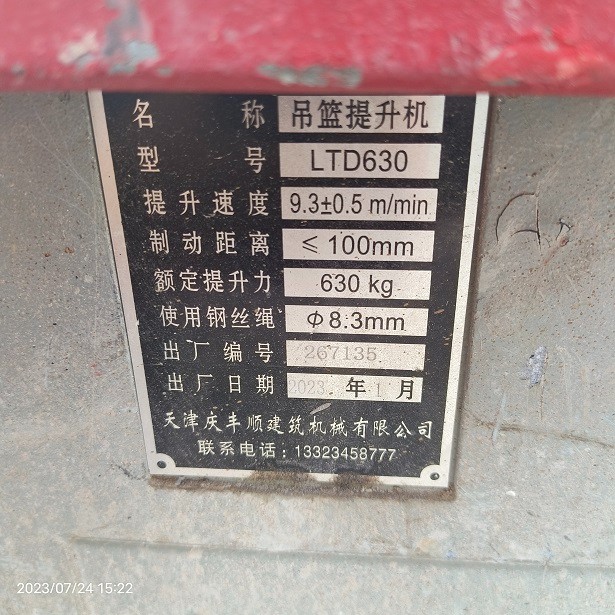 名 称 吊篮提升机
型 号 LTD630
提升速度 9.3±0.5 m/min
制动距离 ≤100mm
额定提升力 630 kg
使用钢丝绳 Φ8.3mm
出厂编号 267135
出厂日期 2023 年 1 月
天津庆丰顺建筑机械有限公司
联系电话：13323458777
2023/07/24 15:22